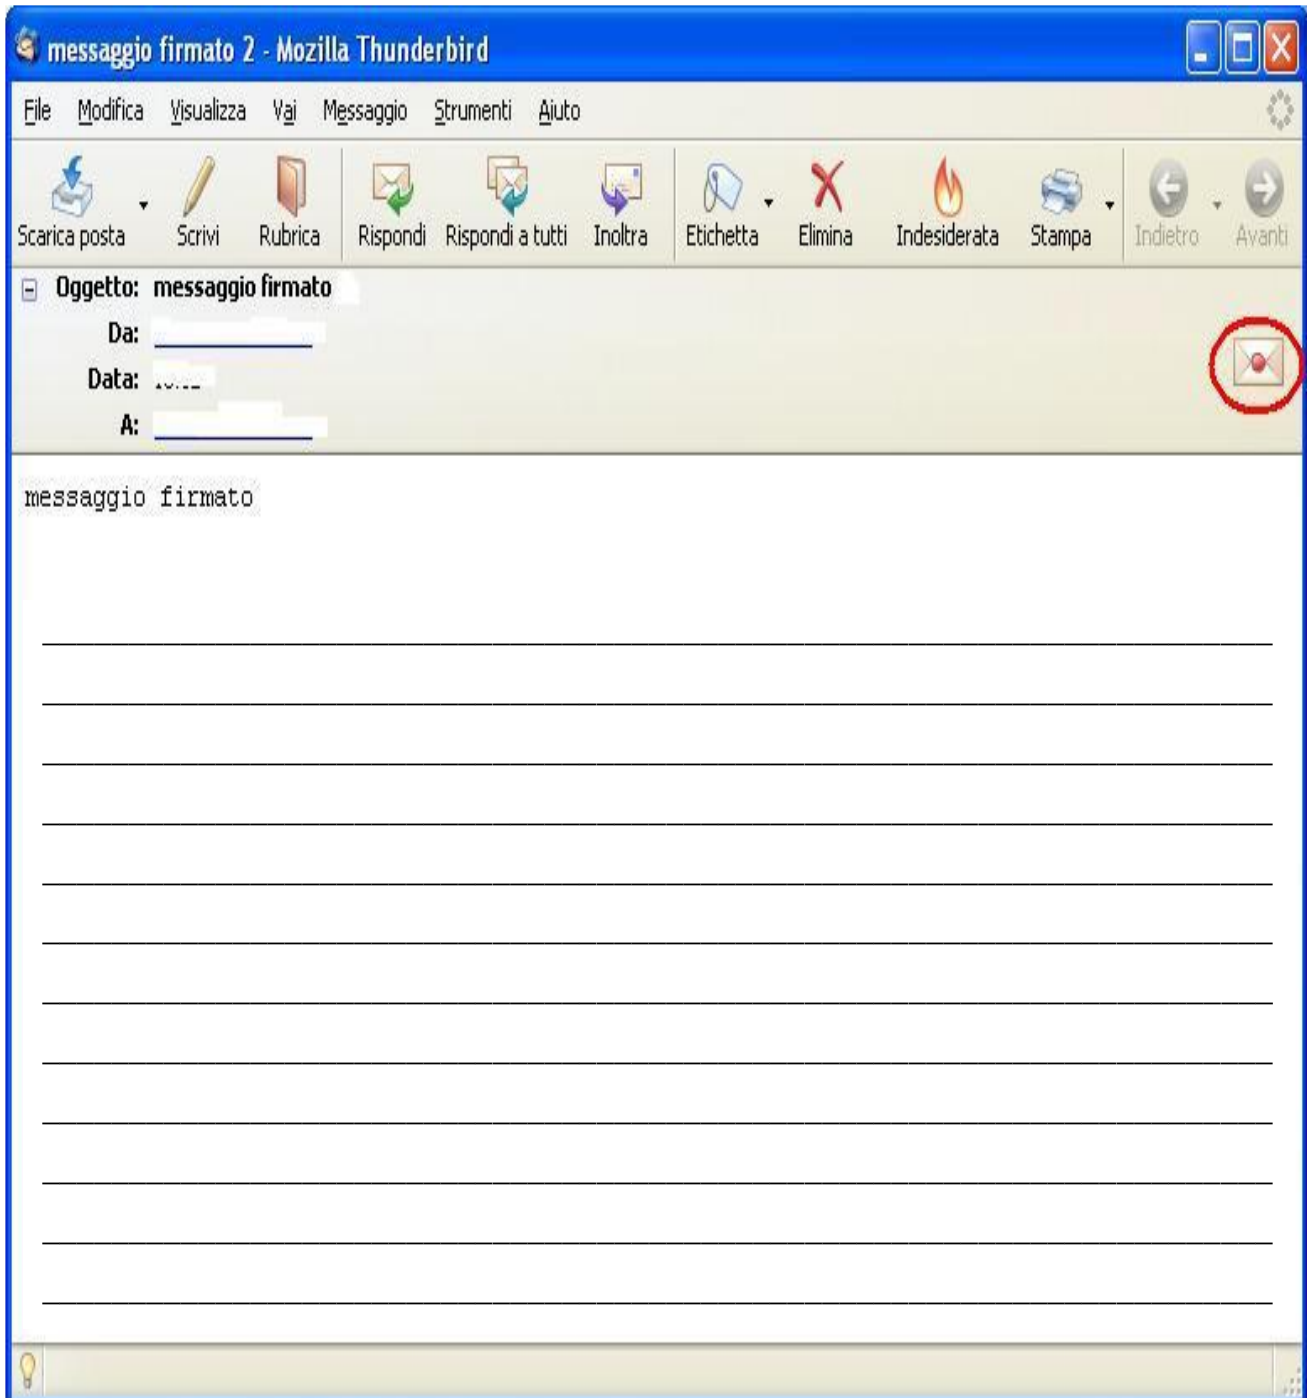 messaggio firmato 2 - Mozilla Thunderbird
File Modifica Visualizza Vai Messaggio Strumenti Aiuto
Scarica posta Scrivi Rubrica Rispondi Rispondi a tutti Inoltra Etichetta Elimina Indesiderata Stampa Indietro Avanti
Oggetto: messaggio firmato
Da:
Data:
A:
messaggio firmato